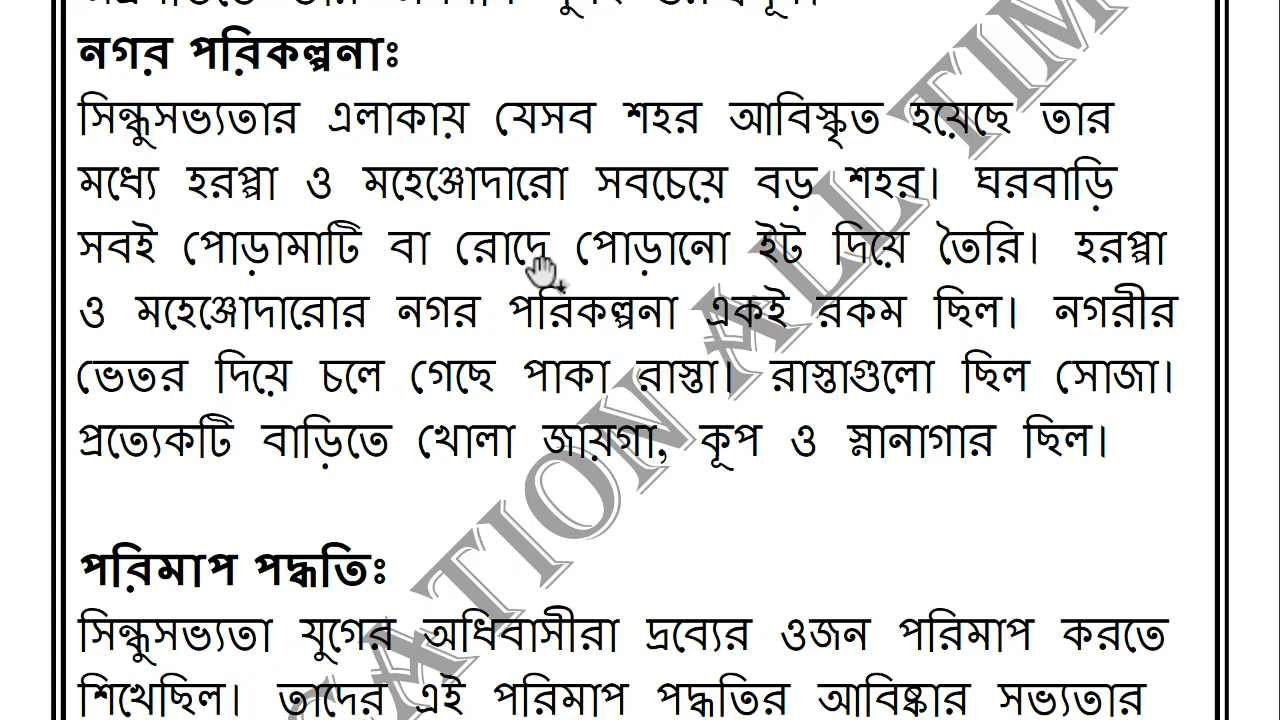 নগর পরিকল্পনাঃ
সিন্ধুসভ্যতার এলাকায় যেসব শহর আবিস্কৃত হয়েছে তার
মধ্যে হরপ্পা ও মহেঞ্জোদারো সবচেয়ে বড় শহর। ঘরবাড়ি
সবই পোড়ামাটি বা রোদে পোড়ানো ইট দিয়ে তৈরি। হরপ্পা
ও মহেঞ্জোদারোর নগর পরিকল্পনা একই রকম ছিল। নগরীর
ভেতর দিয়ে চলে গেছে পাকা রাস্তা। রাস্তাগুলো ছিল সোজা।
প্রত্যেকটি বাড়িতে খোলা জায়গা, কূপ ও স্নানাগার ছিল।
পরিমাপ পদ্ধতিঃ
সিন্ধুসভ্যতা যুগের অধিবাসীরা দ্রব্যের ওজন পরিমাপ করতে
শিখেছিল। তাদের এই পরিমাপ পদ্ধতির আবিষ্কার সভ্যতার
ALL